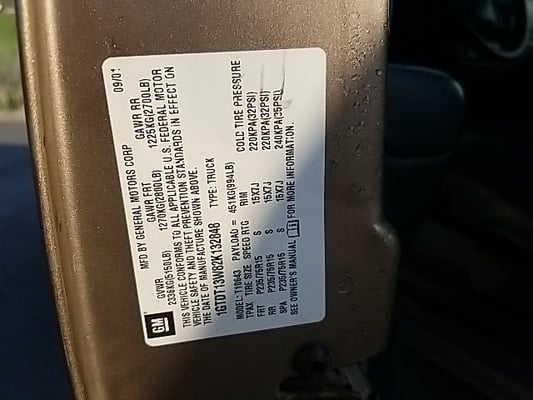 MFD BY GENERAL MOTORS CORP 09/01
GVWR GAWR FRT GAWR RR
2336KG(5150LB) 1270KG(2800LB) 1225KG(2700LB)
THIS VEHICLE CONFORMS TO ALL APPLICABLE U.S. FEDERAL MOTOR
VEHICLE SAFETY AND THEFT PREVENTION STANDARDS IN EFFECT ON
THE DATE OF MANUFACTURE SHOWN ABOVE.
1GTDT13W82K132848 TYPE: TRUCK
MODEL: T10643 PAYLOAD = 451KG(994LB)
TPAX TIRE SIZE SPEED RTG RIM COLD TIRE PRESSURE
FRT P235/75R15 S 15X7J 220KPA(32PSI)
RR P235/75R15 S 15X7J 220KPA(32PSI)
SPA P235/75R15 S 15X7J 240KPA(35PSI)
SEE OWNER'S MANUAL FOR MORE INFORMATION.
GM